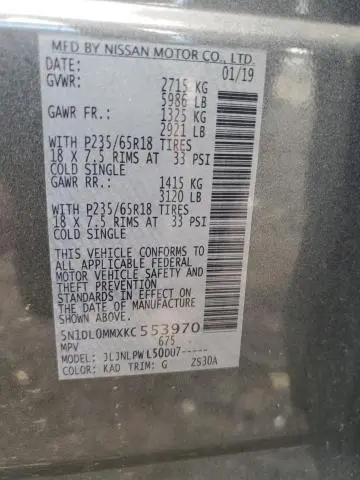 MFD BY NISSAN MOTOR CO., LTD.
DATE: 01/19
GVWR: 2715 KG
5986 LB
GAWR FR.: 1325 KG
2921 LB
WITH P235/65R18 TIRES
18 X 7.5 RIMS AT 33 PSI
COLD SINGLE
GAWR RR.: 1415 KG
3120 LB
WITH P235/65R18 TIRES
18 X 7.5 RIMS AT 33 PSI
COLD SINGLE
THIS VEHICLE CONFORMS TO
ALL APPLICABLE FEDERAL
MOTOR VEHICLE SAFETY AND
THEFT PREVENTION
STANDARDS IN EFFECT ON
THE DATE OF MANUFACTURE
SHOWN ABOVE.
5N1DL0MMXKC553970
MPV 675
MODEL: JLJNLPWL50007-----
COLOR: KAD TRIM: G ZS30A